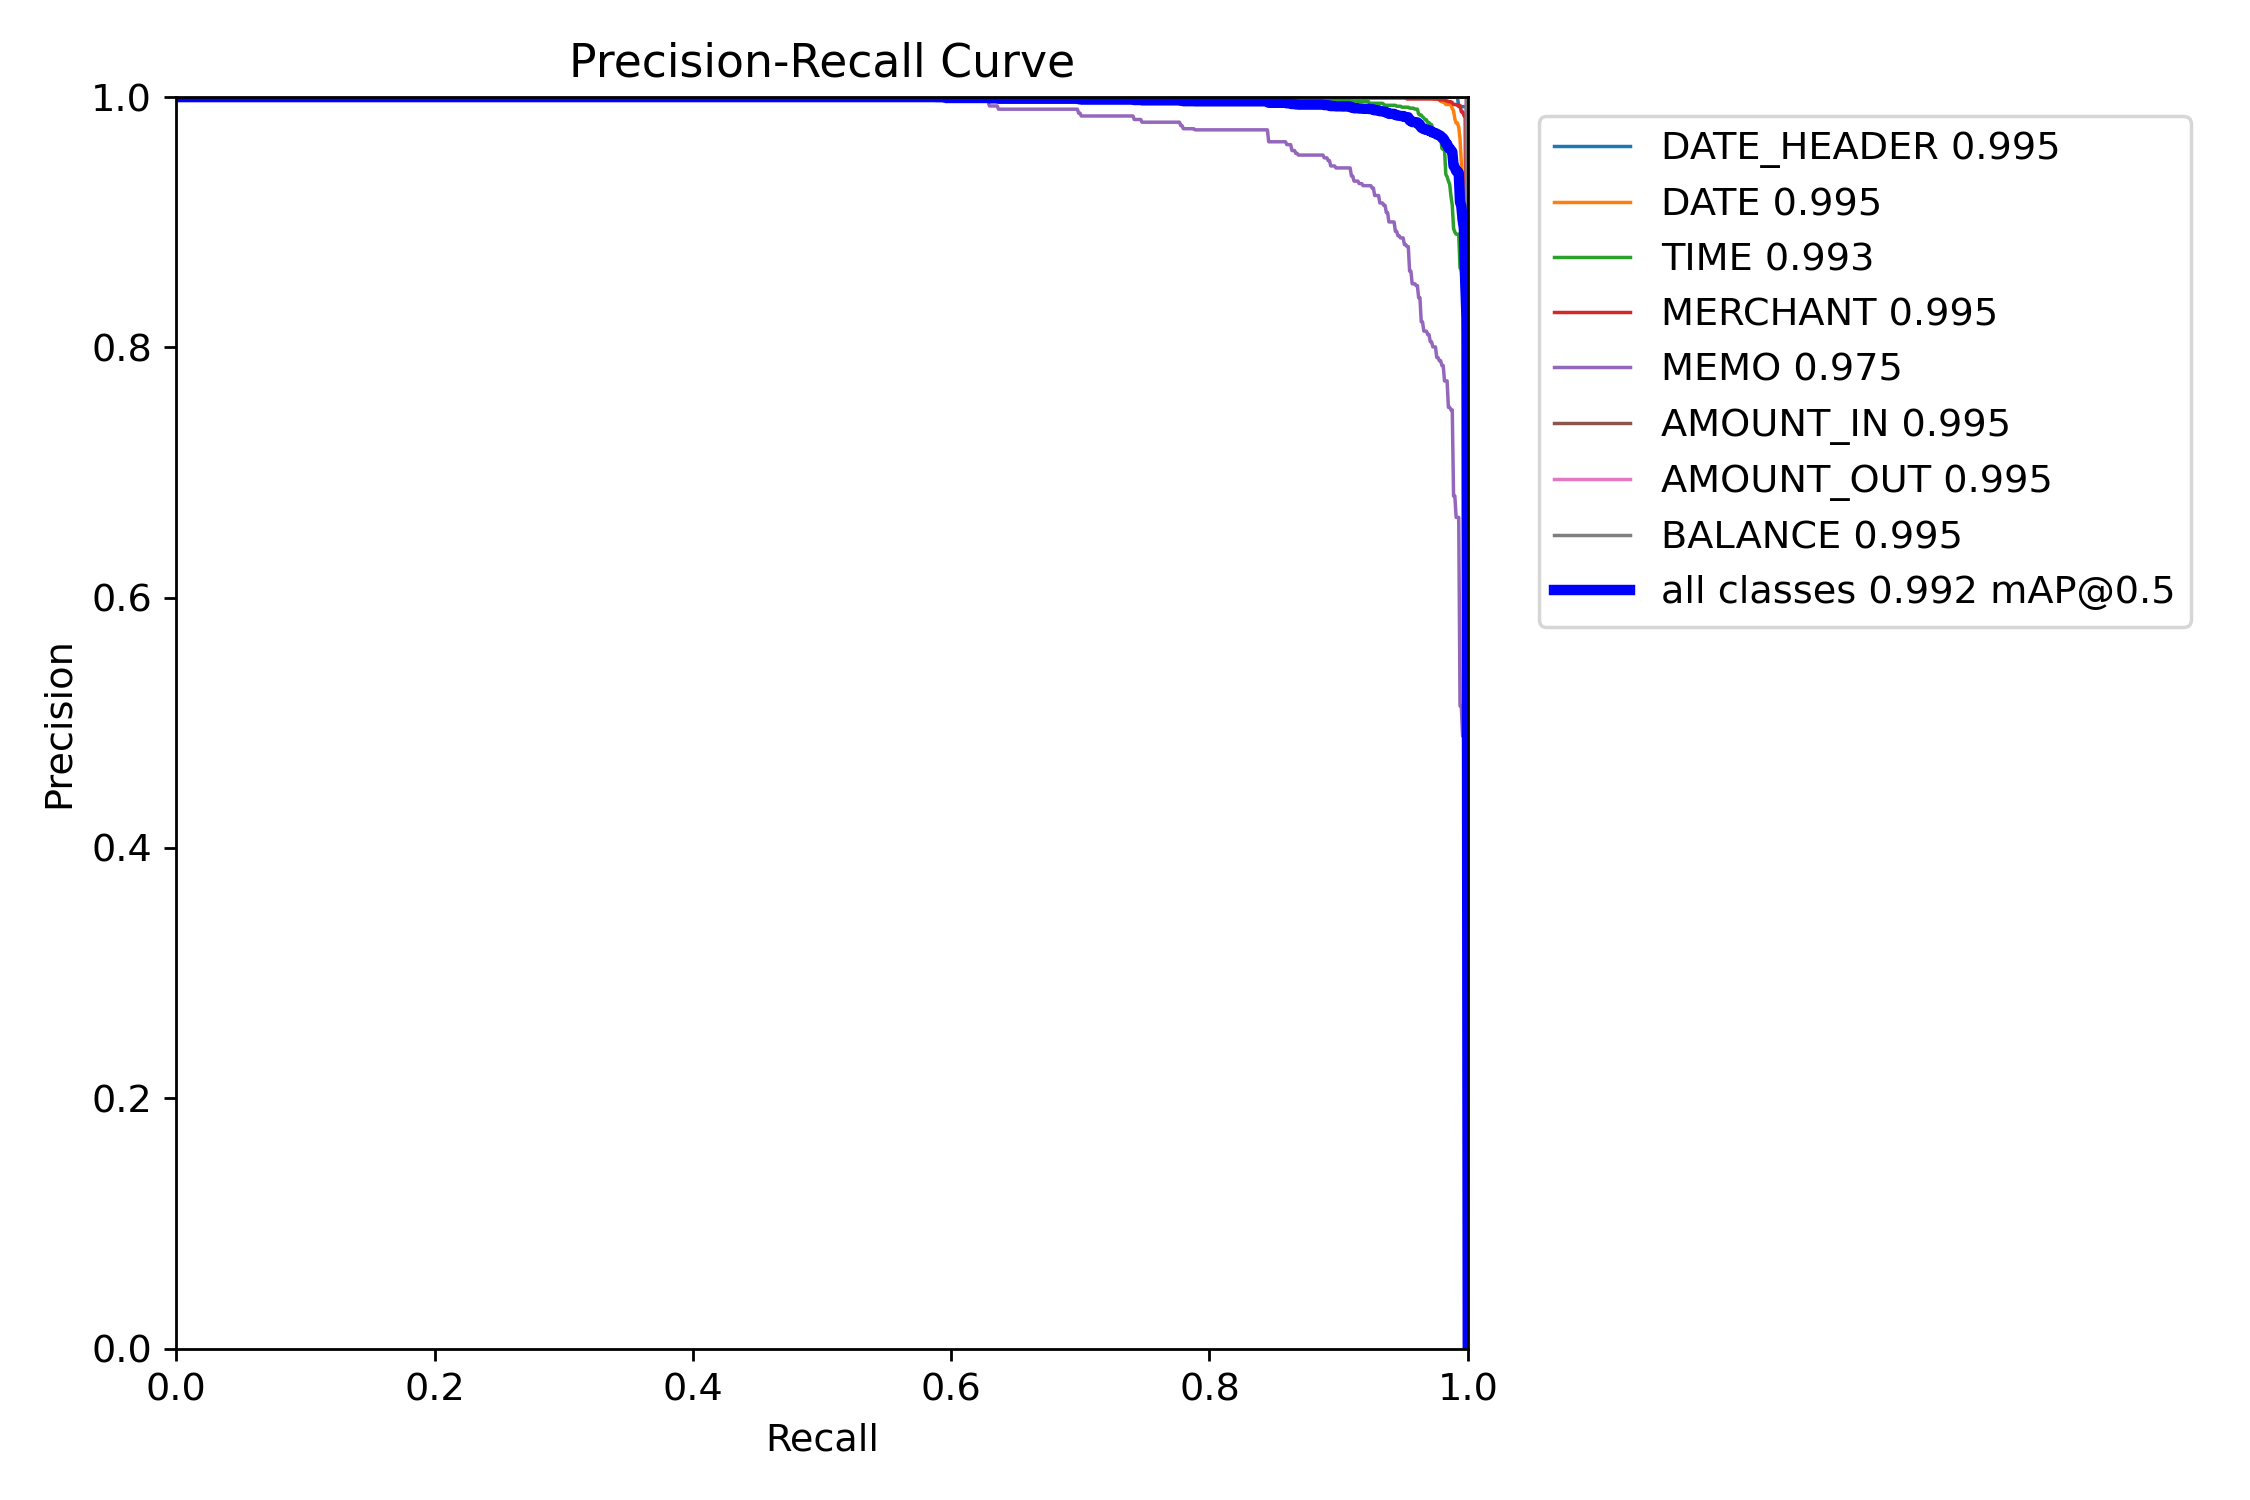 Precision-Recall Curve
1.0
0.8
0.6
0.4
0.2
0.0
Precision
0.0 0.2 0.4 0.6 0.8 1.0
Recall
DATE_HEADER 0.995
DATE 0.995
TIME 0.993
MERCHANT 0.995
MEMO 0.975
AMOUNT_IN 0.995
AMOUNT_OUT 0.995
BALANCE 0.995
all classes 0.992 mAP@0.5